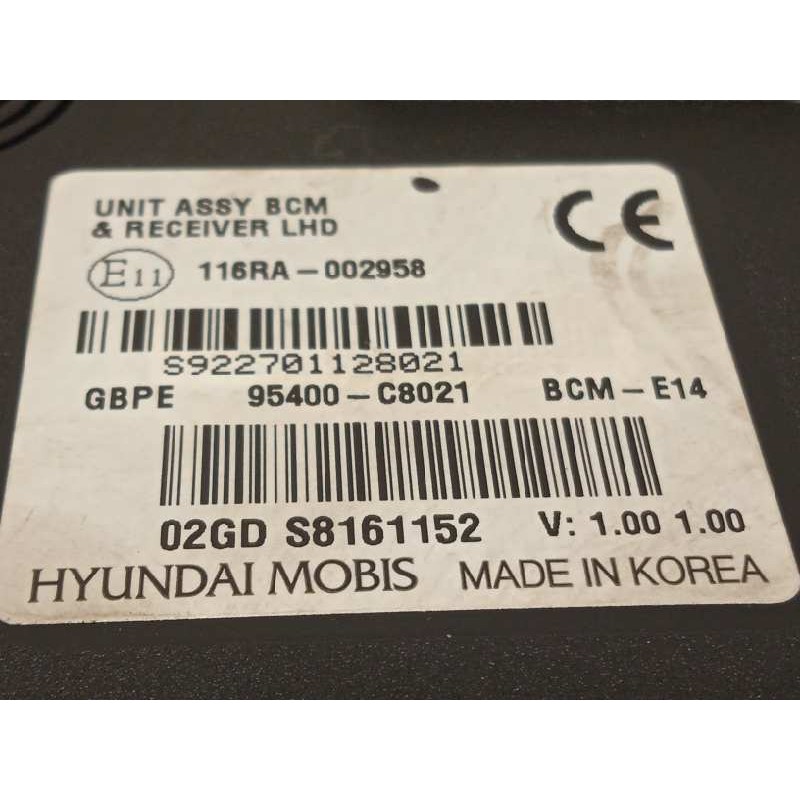 UNIT ASSY BCM
& RECEIVER LHD
CE
E11 116RA-002958
S922701128021
GBPE 95400-C8021 BCM-E14
02GD S8161152 V: 1.00 1.00
HYUNDAI MOBIS MADE IN KOREA